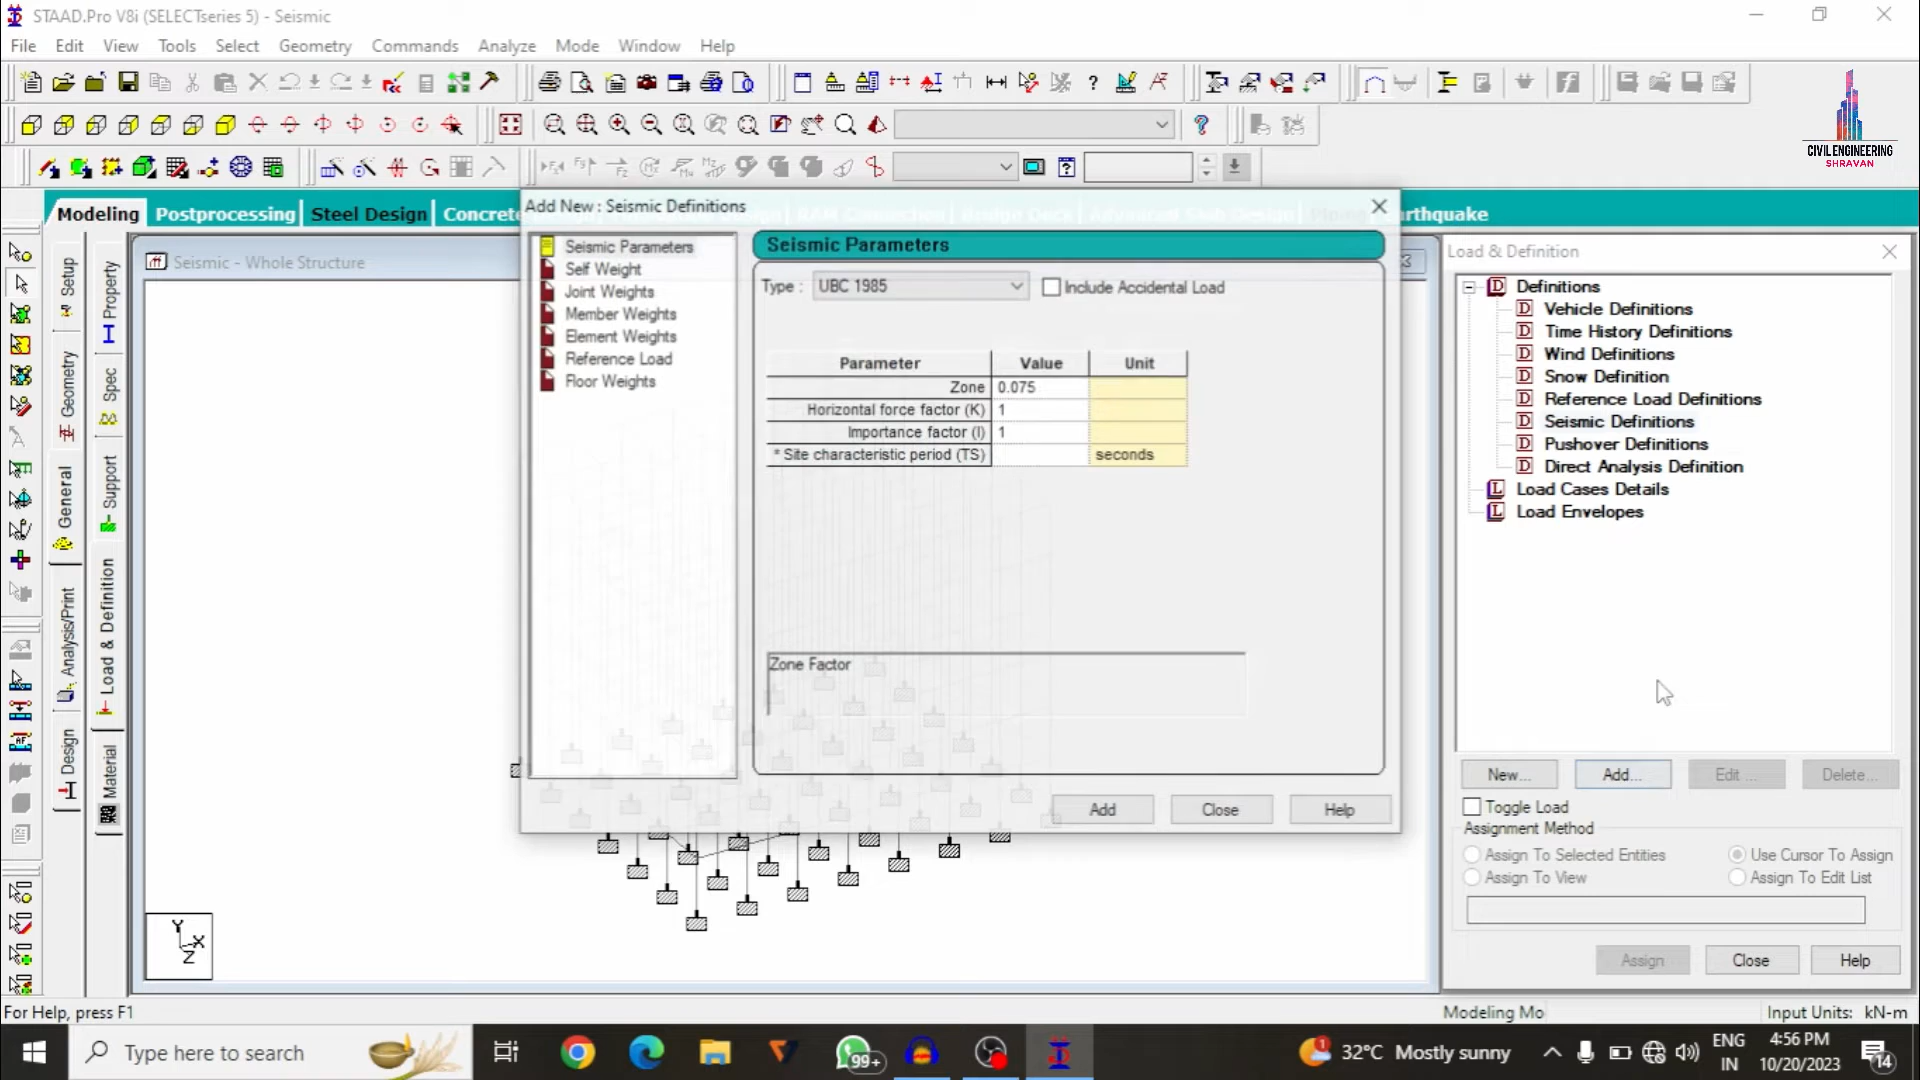 STAAD.Pro V8i (SELECTseries 5) - Seismic
File Edit View Tools Select Geometry Commands Analyze Mode Window Help
CIVIL ENGINEERING
SHRAVAN
Modeling Postprocessing Steel Design Concrete
Earthquake
Seismic - Whole Structure
Setup
Geometry
General
Analysis/Print
Design
Property
Spec
Support
Load & Definition
Material
Add New : Seismic Definitions
Seismic Parameters
Self Weight
Joint Weights
Member Weights
Element Weights
Reference Load
Floor Weights
Seismic Parameters
Type : UBC 1985 Include Accidental Load
Parameter Value Unit
Zone 0.075
Horizontal force factor (K) 1
Importance factor (I) 1
* Site characteristic period (TS) seconds
Zone Factor
Add Close Help
Load & Definition
Definitions
Vehicle Definitions
Time History Definitions
Wind Definitions
Snow Definition
Reference Load Definitions
Seismic Definitions
Pushover Definitions
Direct Analysis Definition
Load Cases Details
Load Envelopes
New... Add... Edit ... Delete...
Toggle Load
Assignment Method
Assign To Selected Entities Use Cursor To Assign
Assign To View Assign To Edit List
Assign Close Help
Y
X
Z
For Help, press F1 Modeling Mo Input Units: kN-m
Type here to search 99+ 32°C Mostly sunny ENG IN 4:56 PM 10/20/2023 14